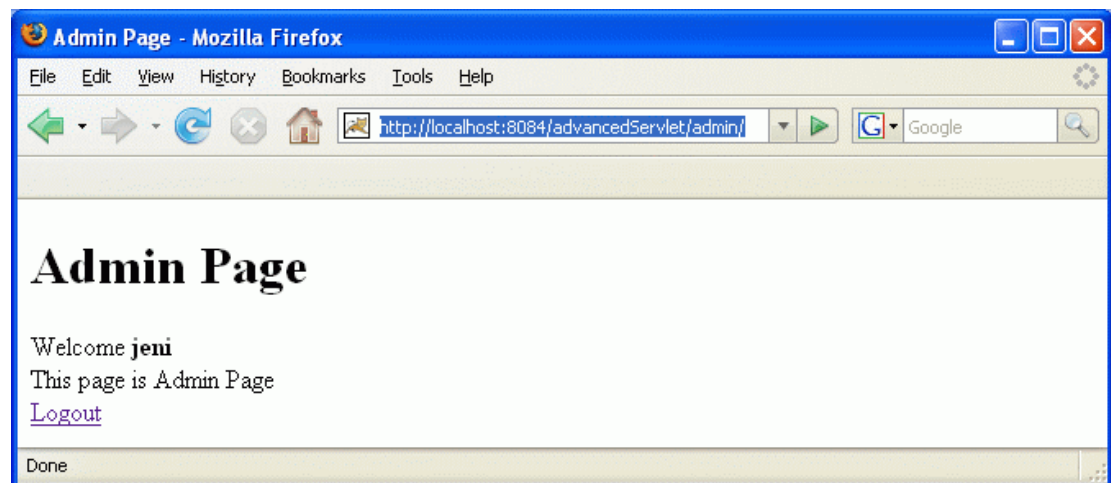 Admin Page - Mozilla Firefox
File Edit View History Bookmarks Tools Help
http://localhost:8084/advancedServlet/admin/ G Google
Admin Page
Welcome jeni
This page is Admin Page
Logout
Done